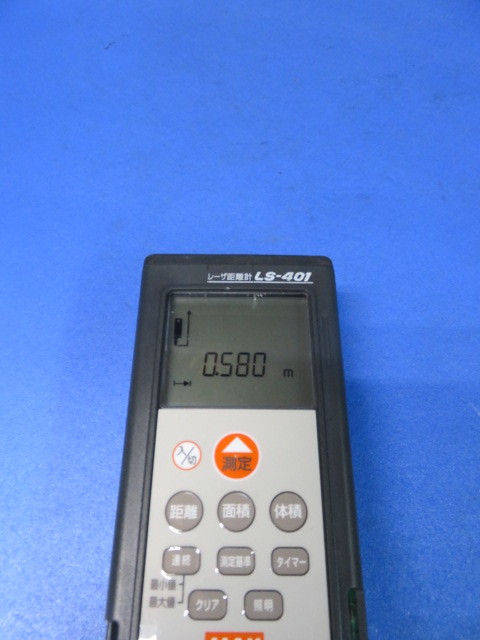 レーザ距離計 LS-401
0.580 m
入/切
測定
距離 面積 体積
連続 測定基準 タイマー
最小値
最大値
クリア 照明